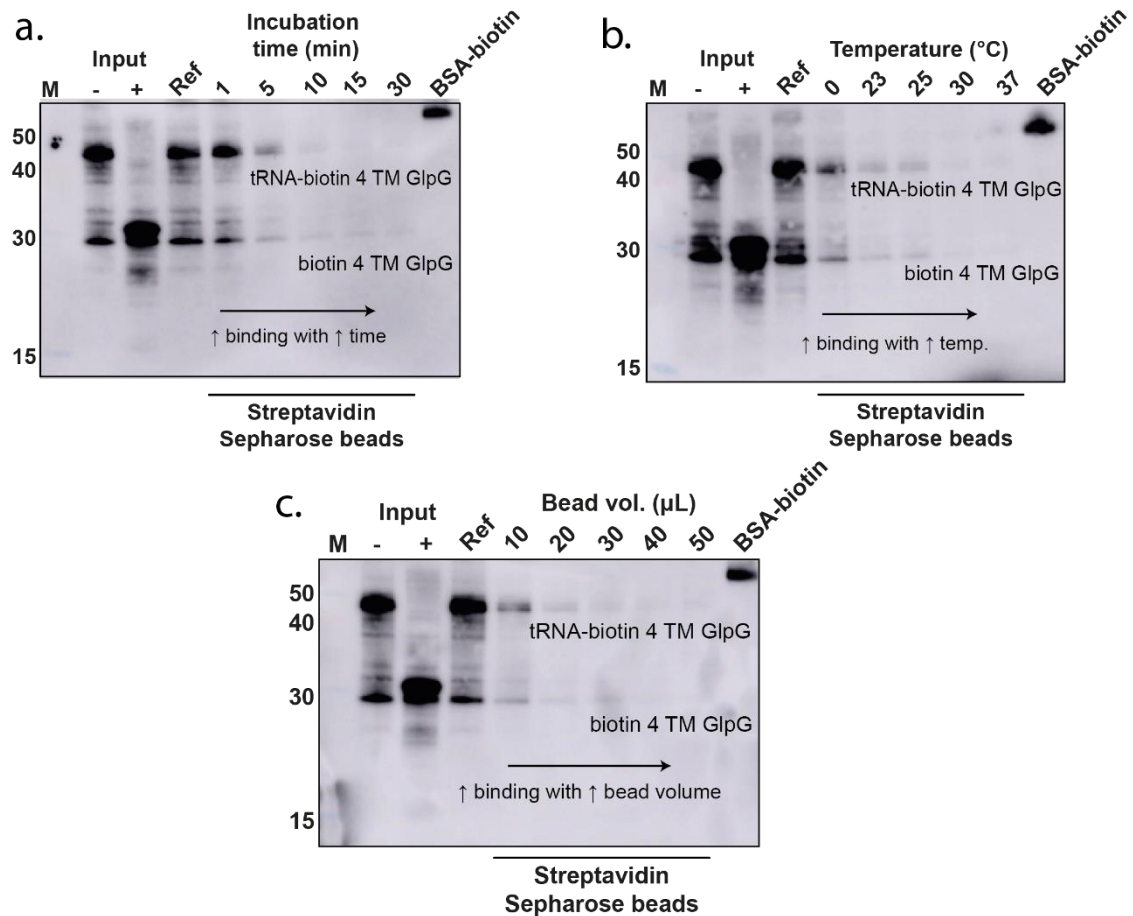 a.
Incubation
time (min)
Input
M - + Ref 1 5 10 15 30 BSA-biotin
50
40
30
15
tRNA-biotin 4 TM GlpG
biotin 4 TM GlpG
↑ binding with ↑ time
Streptavidin
Sepharose beads
b.
Temperature (°C)
Input
M - + Ref 0 23 25 30 37 BSA-biotin
50
40
30
15
tRNA-biotin 4 TM GlpG
biotin 4 TM GlpG
↑ binding with ↑ temp.
Streptavidin
Sepharose beads
c.
Bead vol. (µL)
Input
M - + Ref 10 20 30 40 50 BSA-biotin
50
40
30
15
tRNA-biotin 4 TM GlpG
biotin 4 TM GlpG
↑ binding with ↑ bead volume
Streptavidin
Sepharose beads